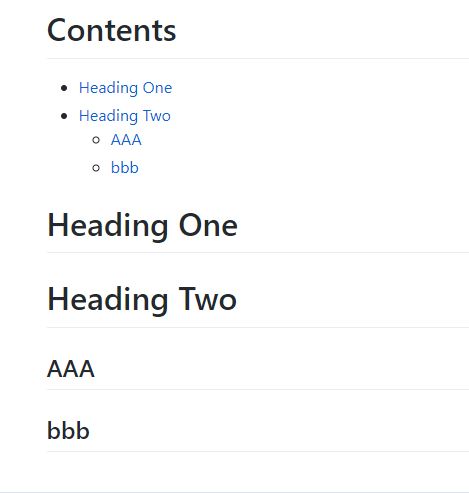 Contents
Heading One
Heading Two
AAA
bbb
Heading One
Heading Two
AAA
bbb